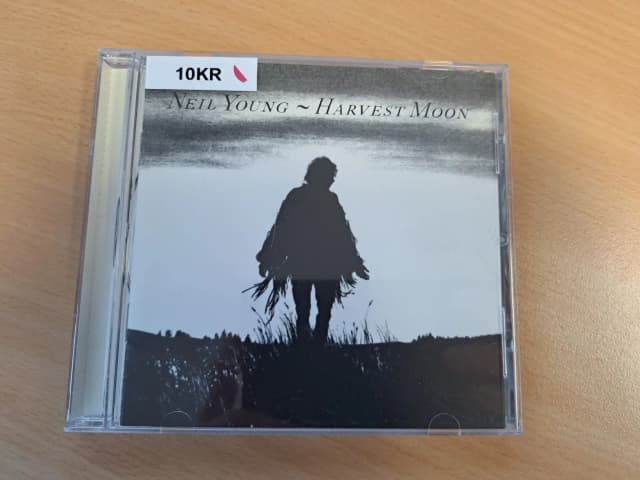 10KR
NEIL YOUNG ~ HARVEST MOON